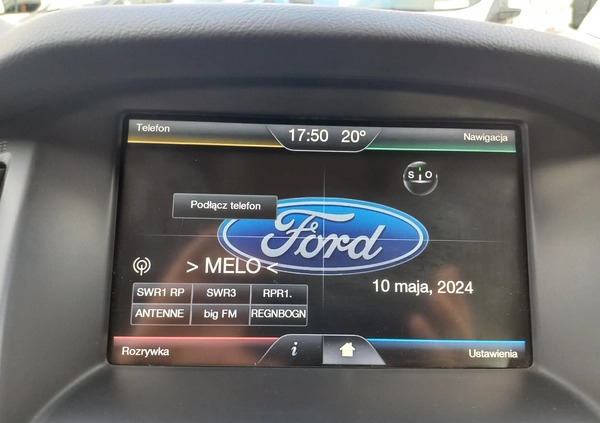 Telefon
17:50 20°
Nawigacja
S O
Podłącz telefon
Ford
> MELO <
10 maja, 2024
SWR1 RP SWR3 RPR1.
ANTENNE big FM REGNBOGN
Rozrywka
i
Ustawienia